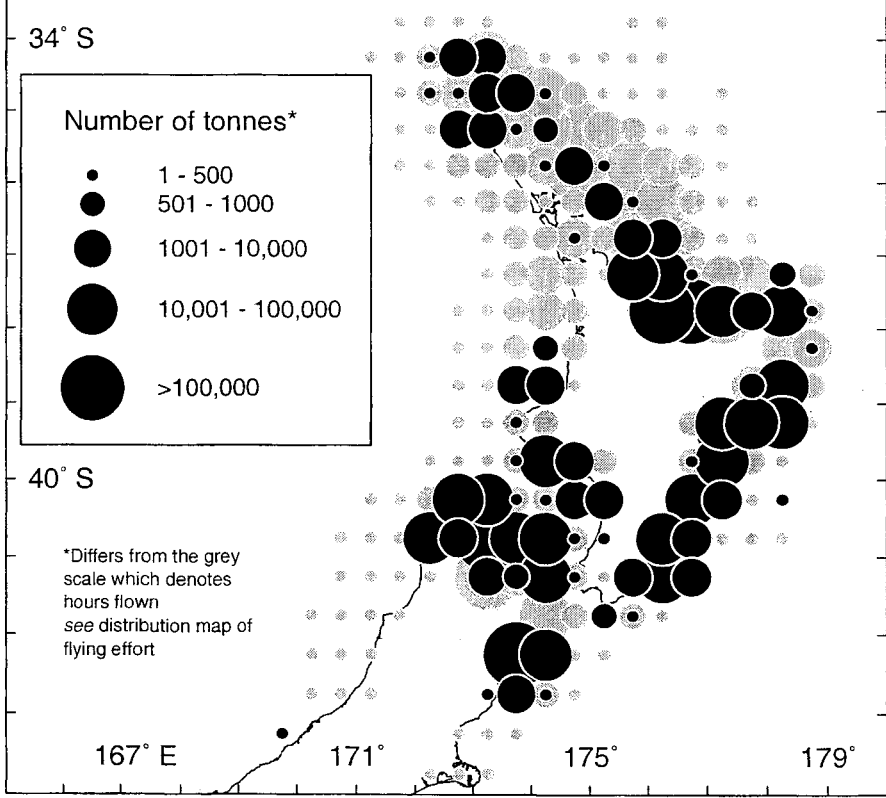 34° S
Number of tonnes*
1 - 500
501 - 1000
1001 - 10,000
10,001 - 100,000
>100,000
40° S
*Differs from the grey
scale which denotes
hours flown
see distribution map of
flying effort
167° E
171°
175°
179°